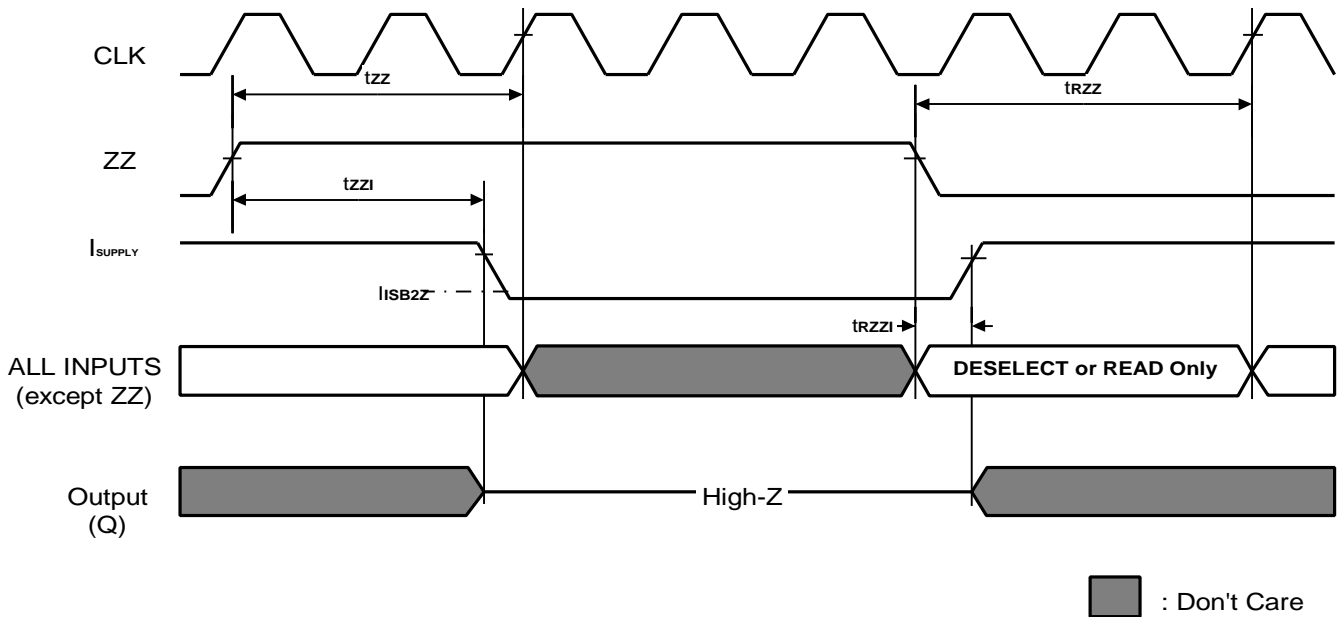 CLK
tZZ
tRZZ
ZZ
tZZI
ISUPPLY
IISB2Z
tRZZI
ALL INPUTS
(except ZZ)
DESELECT or READ Only
Output
(Q)
High-Z
: Don't Care